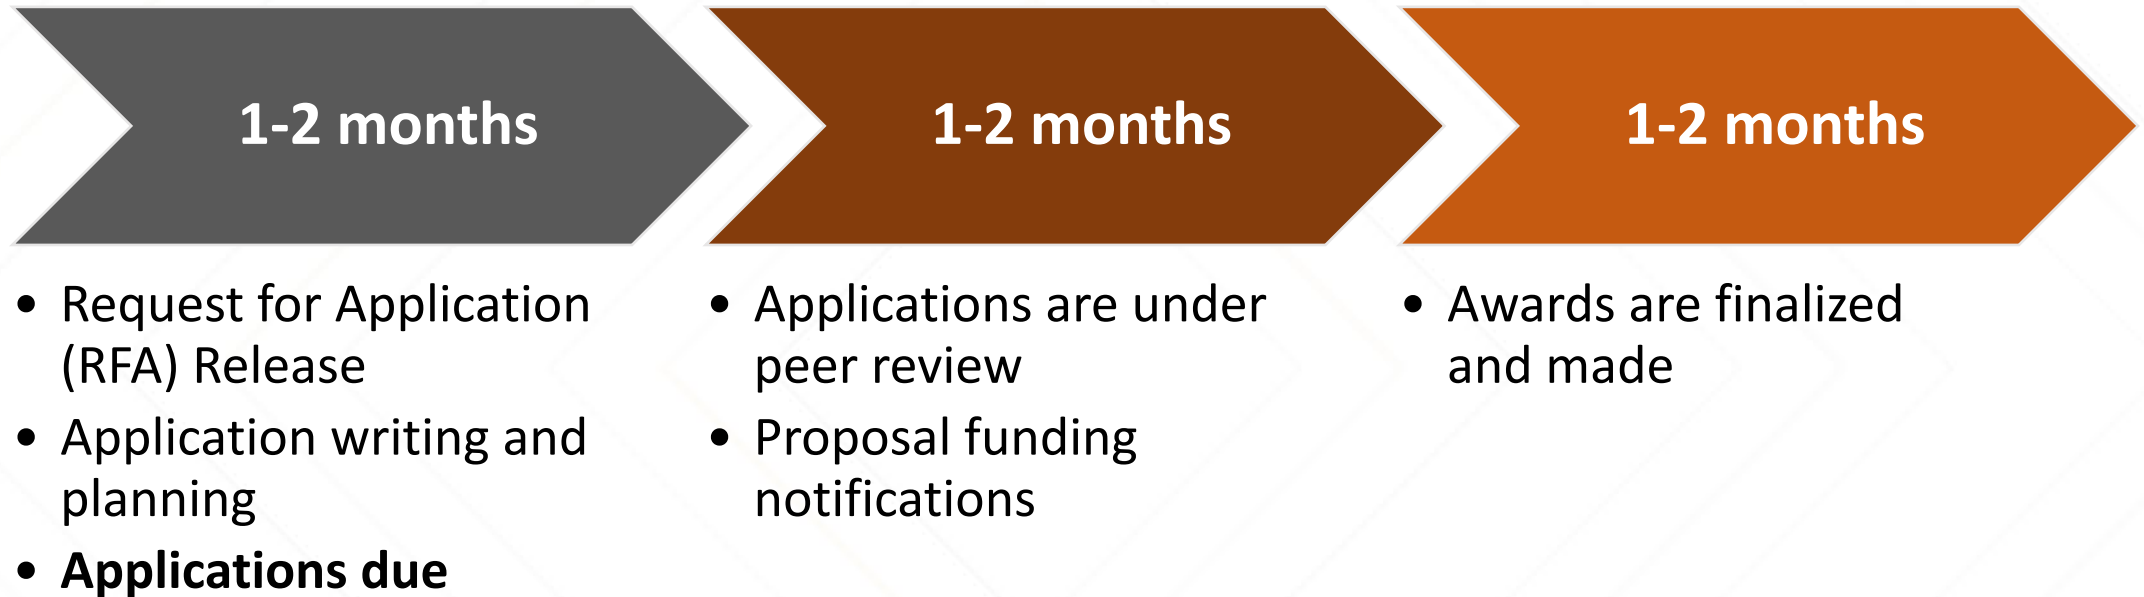 1-2 months
• Request for Application
(RFA) Release
• Application writing and
planning
• Applications due
1-2 months
• Applications are under
peer review
• Proposal funding
notifications
1-2 months
• Awards are finalized
and made